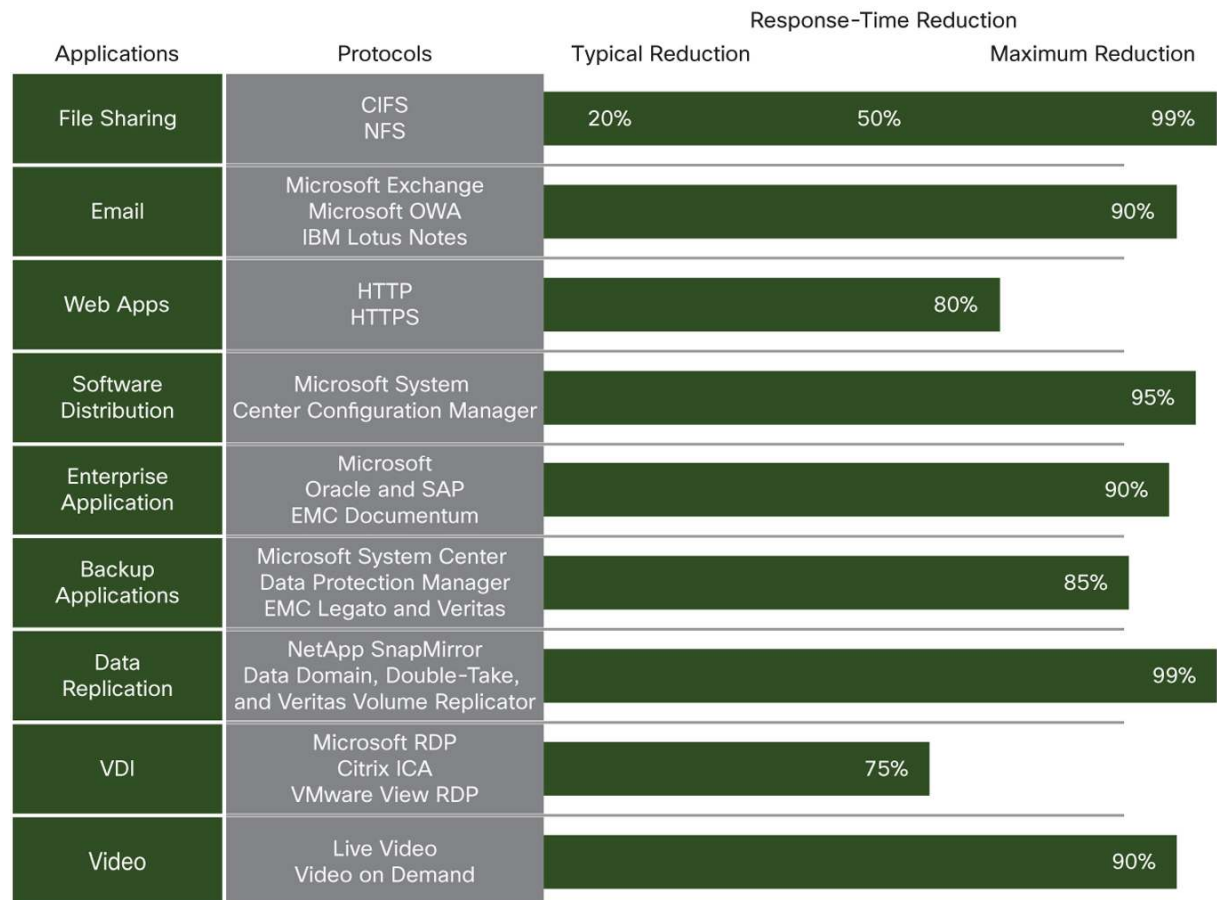 Response-Time Reduction
Applications Protocols Typical Reduction Maximum Reduction
File Sharing
CIFS
NFS
20% 50% 99%
Email
Microsoft Exchange
Microsoft OWA
IBM Lotus Notes
90%
Web Apps
HTTP
HTTPS
80%
Software
Distribution
Microsoft System
Center Configuration Manager
95%
Enterprise
Application
Microsoft
Oracle and SAP
EMC Documentum
90%
Backup
Applications
Microsoft System Center
Data Protection Manager
EMC Legato and Veritas
85%
Data
Replication
NetApp SnapMirror
Data Domain, Double-Take,
and Veritas Volume Replicator
99%
VDI
Microsoft RDP
Citrix ICA
VMware View RDP
75%
Video
Live Video
Video on Demand
90%